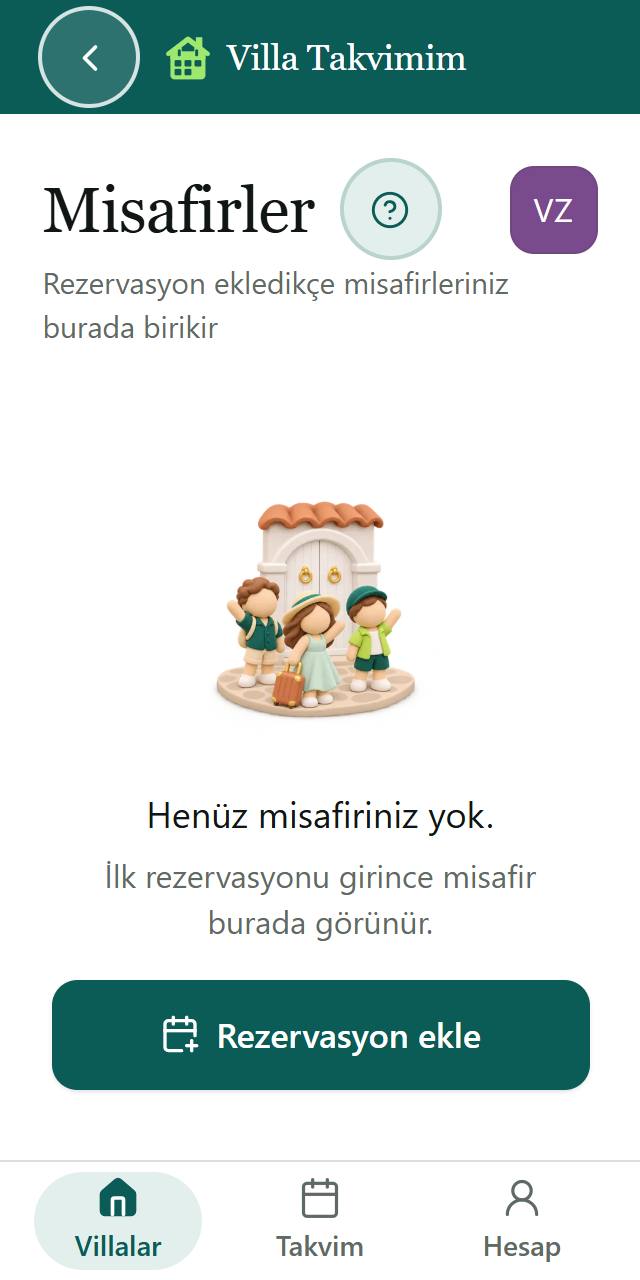 Villa Takvimim
Misafirler
VZ
Rezervasyon ekledikçe misafirleriniz
burada birikir
Henüz misafiriniz yok.
İlk rezervasyonu girince misafir
burada görünür.
Rezervasyon ekle
Villalar
Takvim
Hesap